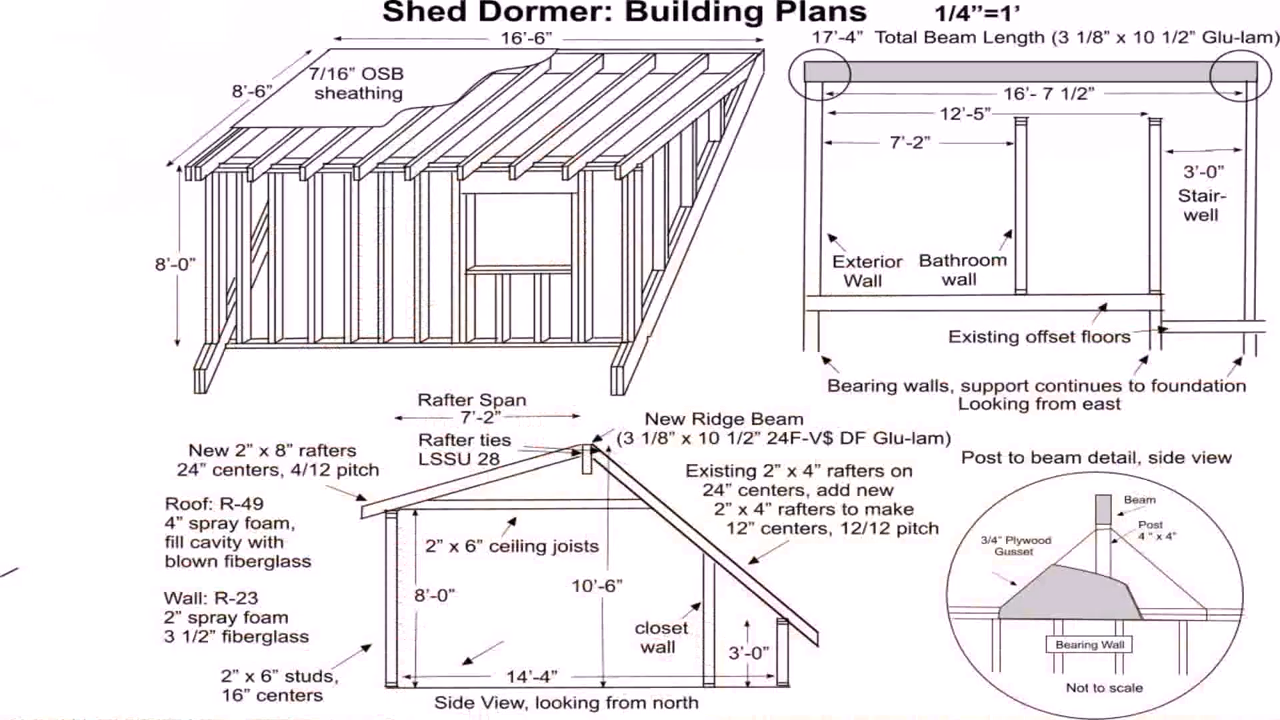 Shed Dormer: Building Plans
1/4”=1’
16’-6”
8’-6”
7/16” OSB
sheathing
8’-0”
17’-4” Total Beam Length (3 1/8” x 10 1/2” Glu-lam)
16’- 7 1/2”
12’-5”
7’-2”
3’-0”
Stair-
well
Exterior
Wall
Bathroom
wall
Existing offset floors
Bearing walls, support continues to foundation
Looking from east
Rafter Span
7’-2”
Rafter ties
LSSU 28
New Ridge Beam
(3 1/8” x 10 1/2” 24F-V$ DF Glu-lam)
New 2” x 8” rafters
24” centers, 4/12 pitch
Roof: R-49
4” spray foam,
fill cavity with
blown fiberglass
Wall: R-23
2” spray foam
3 1/2” fiberglass
2” x 6” studs,
16” centers
Existing 2” x 4” rafters on
24” centers, add new
2” x 4” rafters to make
12” centers, 12/12 pitch
2” x 6” ceiling joists
8’-0”
10’-6”
closet
wall
3’-0”
14’-4”
Side View, looking from north
Post to beam detail, side view
Beam
Post
4 “ x 4”
3/4” Plywood
Gusset
Bearing Wall
Not to scale